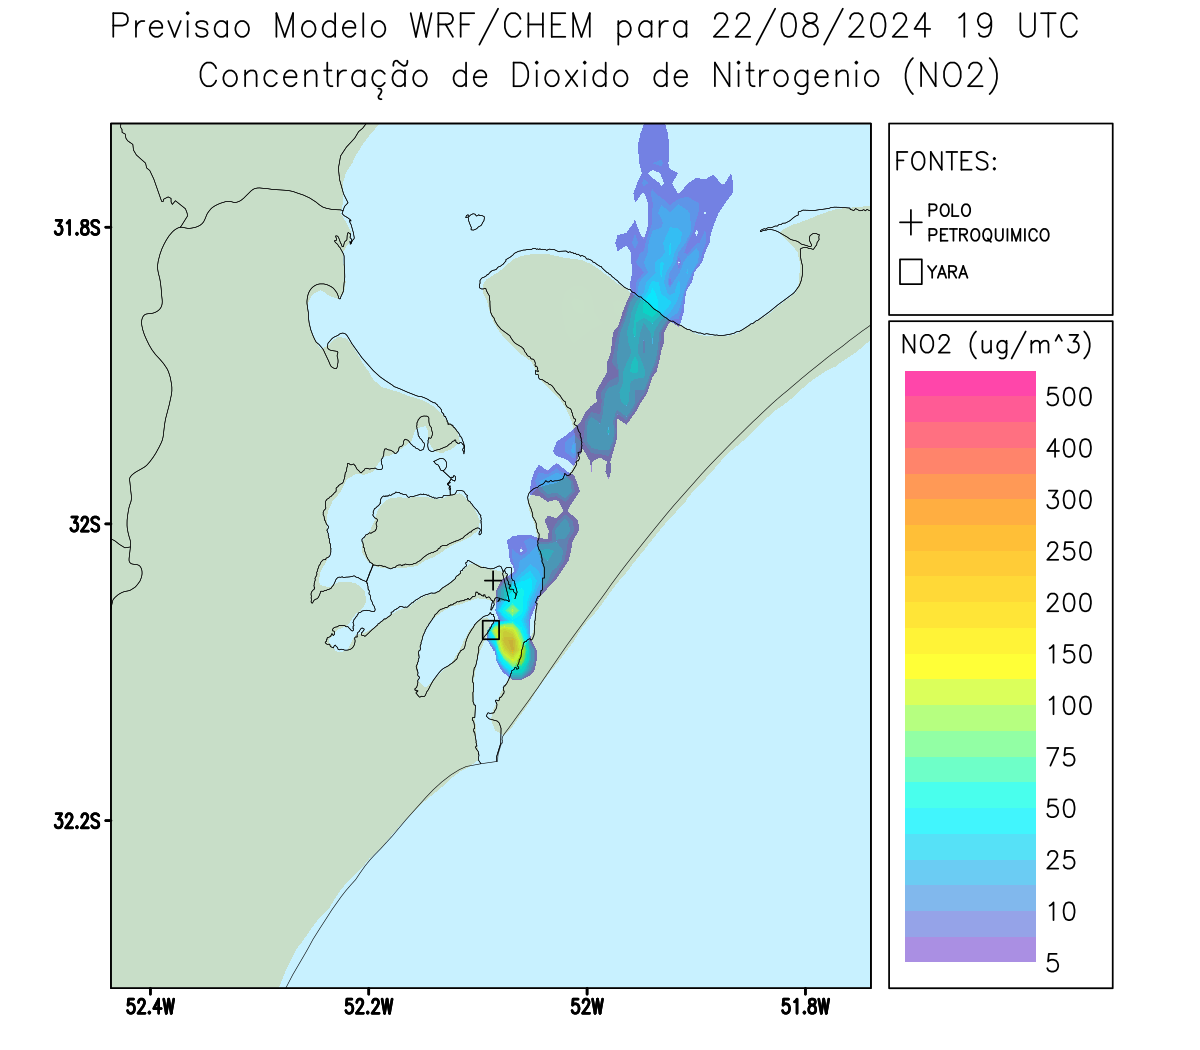 Previsao Modelo WRF/CHEM para 22/08/2024 19 UTC
Concentração de Dioxido de Nitrogenio (NO2)
FONTES:
POLO
PETROQUIMICO
YARA
31.8S
32S
32.2S
52.4W
52.2W
52W
51.8W
NO2 (ug/m^3)
500
400
300
250
200
150
100
75
50
25
10
5